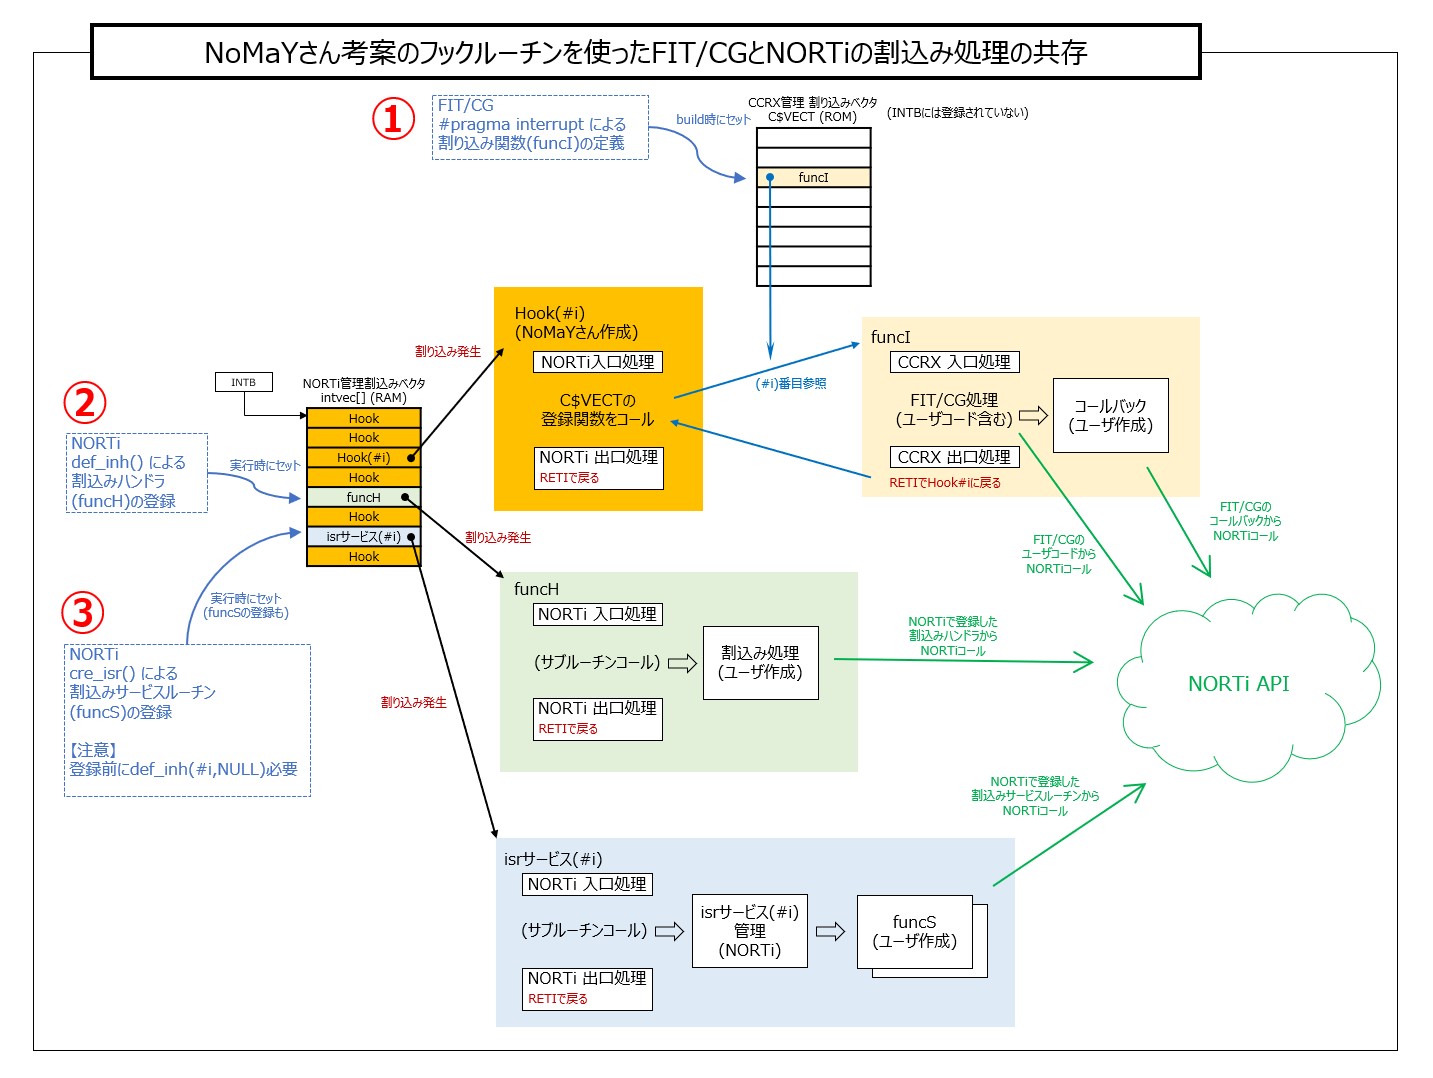 NoMaYさん考案のフックルーチンを使ったFIT/CGとNORTiの割込み処理の共存
①
FIT/CG
#pragma interrupt による
割り込み関数(funcI)の定義
build時にセット
CCRX管理 割り込みベクタ
C$VECT (ROM)
(INTBには登録されていない)
funcI
Hook(#i)
(NoMaYさん作成)
NORTi入口処理
C$VECTの
登録関数をコール
NORTi 出口処理
RETIで戻る
割り込み発生
(#i)番目参照
funcI
CCRX 入口処理
FIT/CG処理
(ユーザコード含む)
CCRX 出口処理
RETIでHook#iに戻る
コールバック
(ユーザ作成)
INTB
NORTi管理割込みベクタ
intvec[] (RAM)
Hook
Hook
Hook(#i)
Hook
funcH
Hook
isrサービス(#i)
Hook
②
NORTi
def_inh() による
割込みハンドラ
(funcH)の登録
実行時にセット
割り込み発生
FIT/CGの
コールバックから
NORTiコール
FIT/CGの
ユーザコードから
NORTiコール
③
NORTi
cre_isr() による
割込みサービスルーチン
(funcS)の登録
【注意】
登録前にdef_inh(#i,NULL)必要
実行時にセット
(funcSの登録も)
割り込み発生
funcH
NORTi 入口処理
(サブルーチンコール)
NORTi 出口処理
RETIで戻る
割込み処理
(ユーザ作成)
NORTiで登録した
割込みハンドラから
NORTiコール
NORTi API
NORTiで登録した
割込みサービスルーチンから
NORTiコール
isrサービス(#i)
NORTi 入口処理
(サブルーチンコール)
NORTi 出口処理
RETIで戻る
isrサービス(#i)
管理
(NORTi)
funcS
(ユーザ作成)